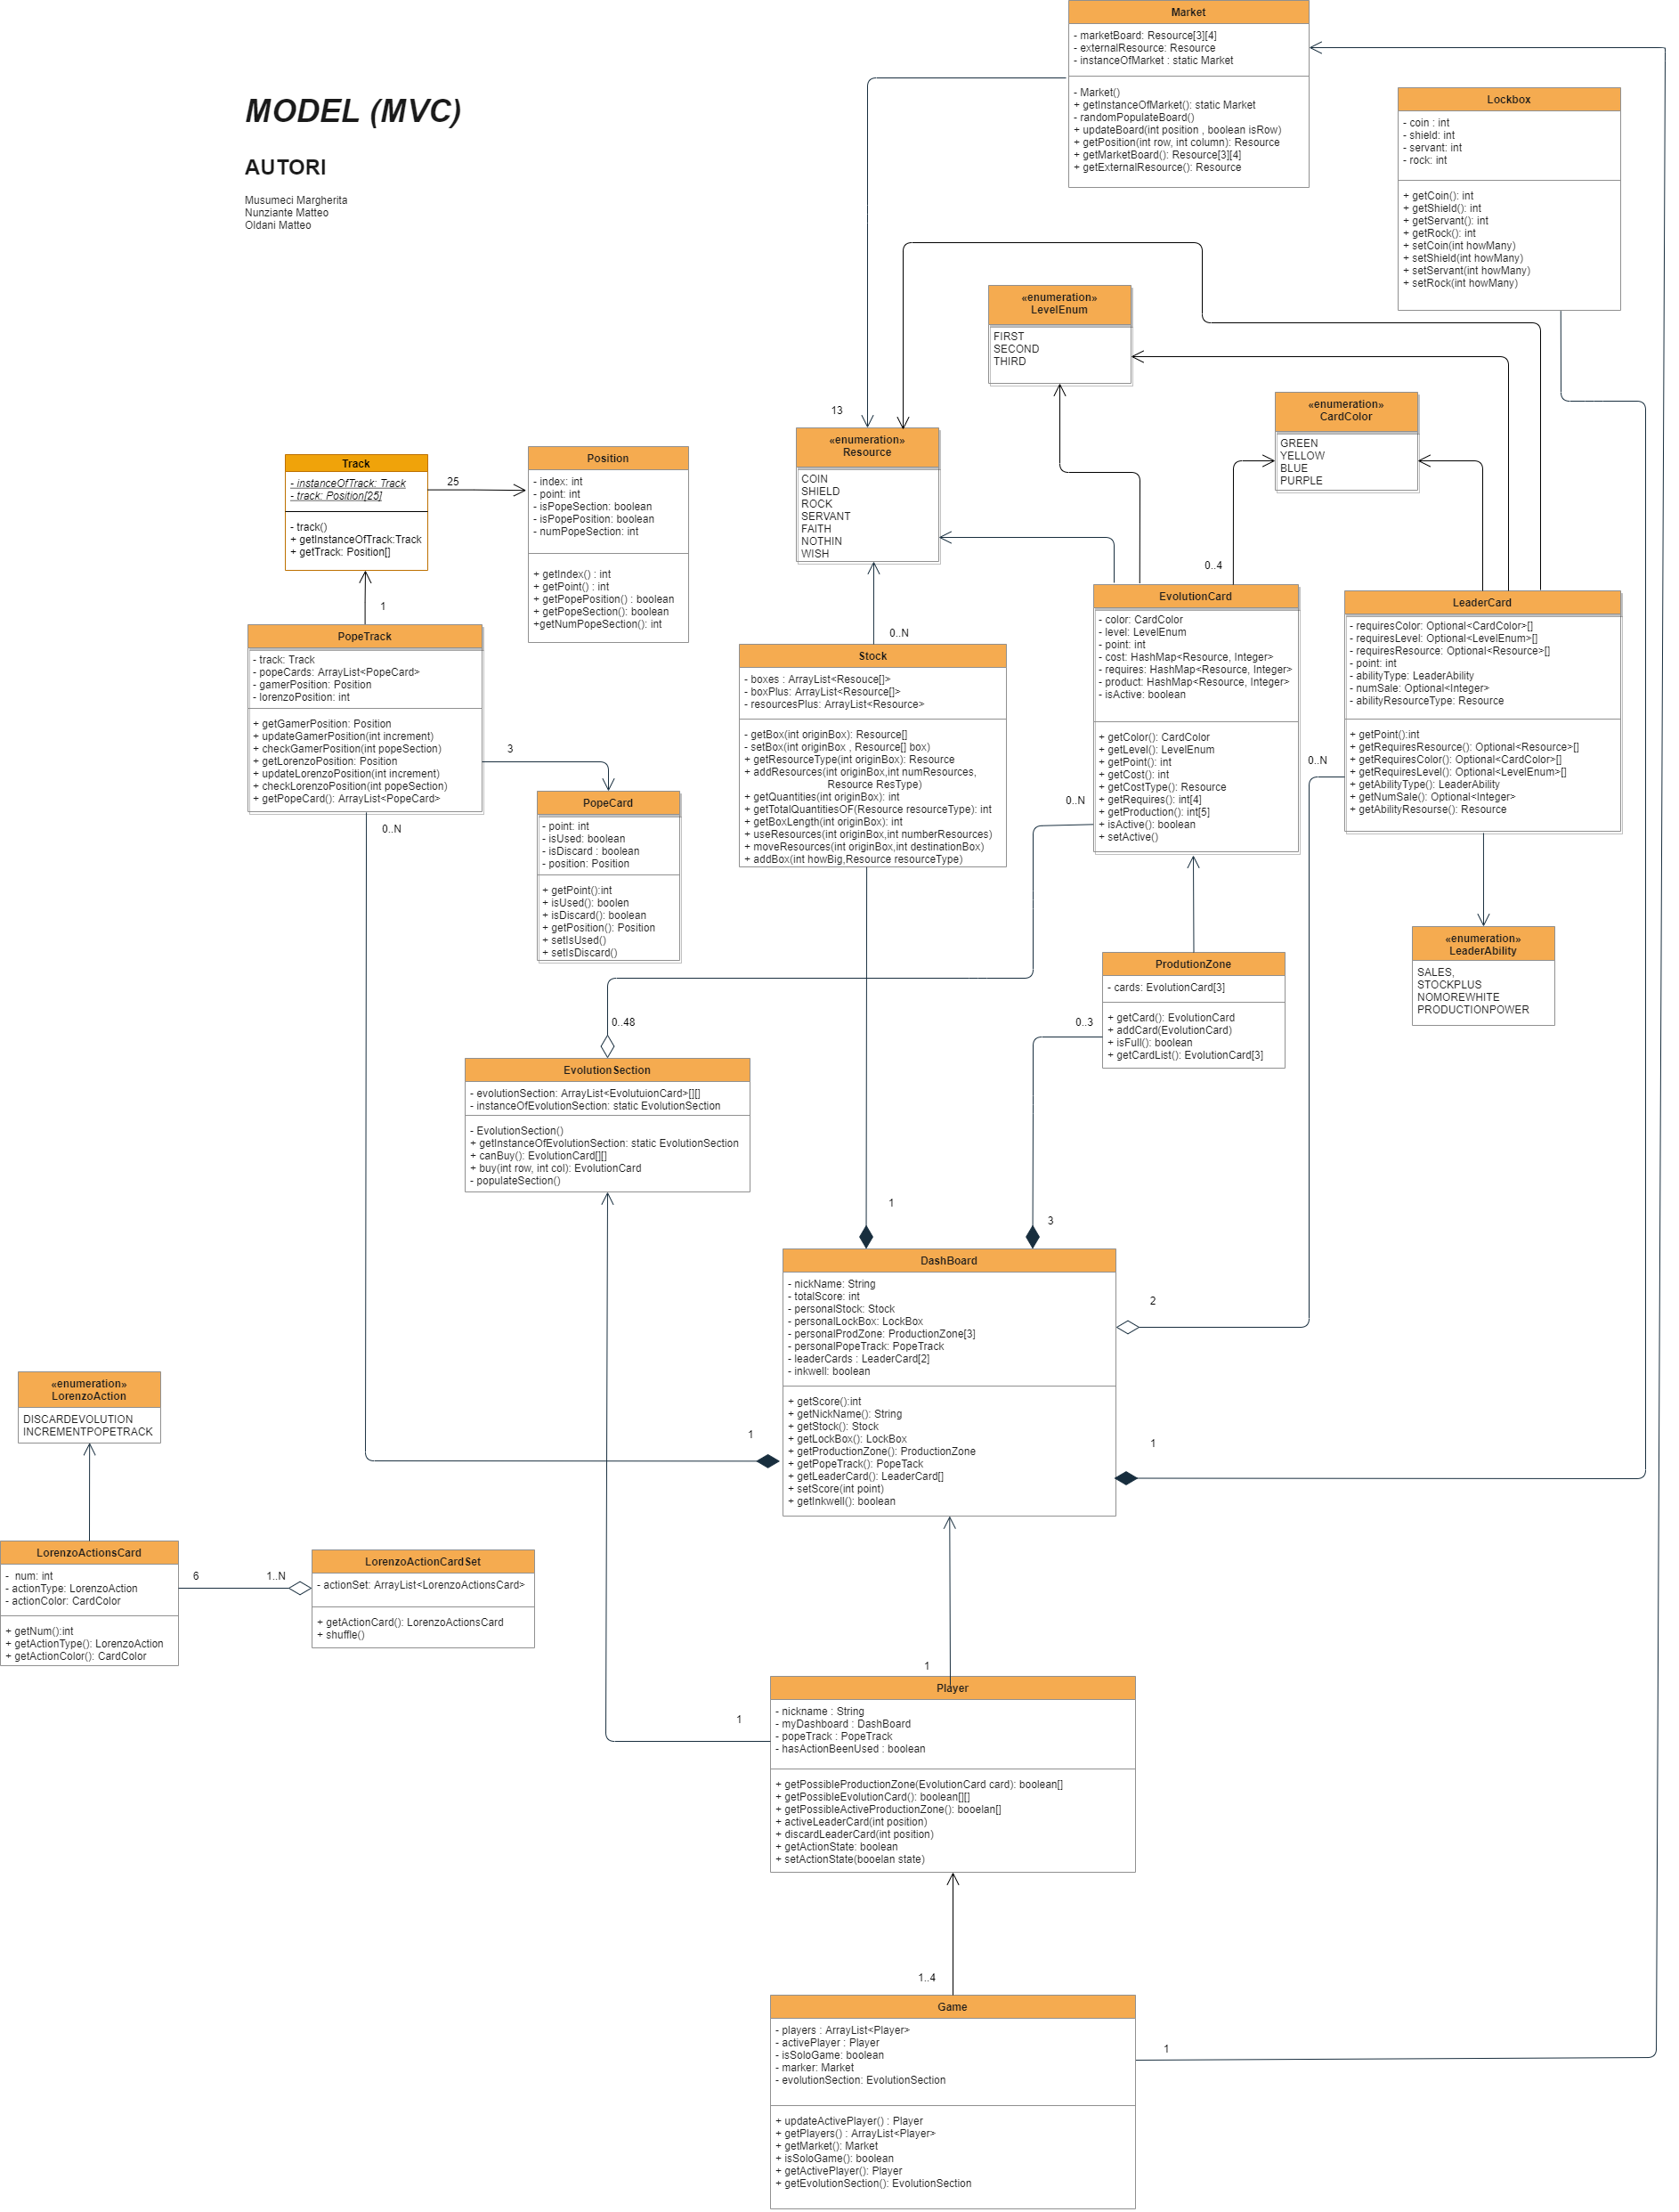 MODEL (MVC)
AUTORI
Musumeci Margherita
Nunziante Matteo
Oldani Matteo
Market
- marketBoard: Resource[3][4]
- externalResource: Resource
- instanceOfMarket : static Market
- Market()
+ getInstanceOfMarket(): static Market
- randomPopulateBoard()
+ updateBoard(int position , boolean isRow)
+ getPosition(int row, int column): Resource
+ getMarketBoard(): Resource[3][4]
+ getExternalResource(): Resource
Lockbox
- coin : int
- shield: int
- servant: int
- rock: int
+ getCoin(): int
+ getShield(): int
+ getServant(): int
+ getRock(): int
+ setCoin(int howMany)
+ setShield(int howMany)
+ setServant(int howMany)
+ setRock(int howMany)
«enumeration»
LevelEnum
FIRST
SECOND
THIRD
«enumeration»
CardColor
GREEN
YELLOW
BLUE
PURPLE
13
«enumeration»
Resource
COIN
SHIELD
ROCK
SERVANT
FAITH
NOTHIN
WISH
Track
- instanceOfTrack: Track
- track: Position[25]
- track()
+ getInstanceOfTrack:Track
+ getTrack: Position[]
25
Position
- index: int
- point: int
- isPopeSection: boolean
- isPopePosition: boolean
- numPopeSection: int
+ getIndex() : int
+ getPoint() : int
+ getPopePosition() : boolean
+ getPopeSection(): boolean
+getNumPopeSection(): int
1
PopeTrack
- track: Track
- popeCards: ArrayList<PopeCard>
- gamerPosition: Position
- lorenzoPosition: int
+ getGamerPosition: Position
+ updateGamerPosition(int increment)
+ checkGamerPosition(int popeSection)
+ getLorenzoPosition: Position
+ updateLorenzoPosition(int increment)
+ checkLorenzoPosition(int popeSection)
+ getPopeCard(): ArrayList<PopeCard>
0..N
3
PopeCard
- point: int
- isUsed: boolean
- isDiscard : boolean
- position: Position
+ getPoint():int
+ isUsed(): boolen
+ isDiscard(): boolean
+ getPosition(): Position
+ setIsUsed()
+ setIsDiscard()
0..N
Stock
- boxes : ArrayList<Resouce[]>
- boxPlus: ArrayList<Resource[]>
- resourcesPlus: ArrayList<Resource>
- getBox(int originBox): Resource[]
- setBox(int originBox , Resource[] box)
+ getResourceType(int originBox): Resource
+ addResources(int originBox,int numResources,
Resource ResType)
+ getQuantities(int originBox): int
+ getTotalQuantitiesOF(Resource resourceType): int
+ getBoxLength(int originBox): int
+ useResources(int originBox,int numberResources)
+ moveResources(int originBox,int destinationBox)
+ addBox(int howBig,Resource resourceType)
0..4
EvolutionCard
- color: CardColor
- level: LevelEnum
- point: int
- cost: HashMap<Resource, Integer>
- requires: HashMap<Resource, Integer>
- product: HashMap<Resource, Integer>
- isActive: boolean
+ getColor(): CardColor
+ getLevel(): LevelEnum
+ getPoint(): int
+ getCost(): int
+ getCostType(): Resource
+ getRequires(): int[4]
+ getProduction(): int[5]
+ isActive(): boolean
+ setActive()
0..N
LeaderCard
- requiresColor: Optional<CardColor>[]
- requiresLevel: Optional<LevelEnum>[]
- requiresResource: Optional<Resource>[]
- point: int
- abilityType: LeaderAbility
- numSale: Optional<Integer>
- abilityResourceType: Resource
+ getPoint():int
+ getRequiresResource(): Optional<Resource>[]
+ getRequiresColor(): Optional<CardColor>[]
+ getRequiresLevel(): Optional<LevelEnum>[]
+ getAbilityType(): LeaderAbility
+ getNumSale(): Optional<Integer>
+ getAbilityResourse(): Resource
0..N
«enumeration»
LeaderAbility
SALES,
STOCKPLUS
NOMOREWHITE
PRODUCTIONPOWER
ProdutionZone
- cards: EvolutionCard[3]
+ getCard(): EvolutionCard
+ addCard(EvolutionCard)
+ isFull(): boolean
+ getCardList(): EvolutionCard[3]
0..3
0..48
EvolutionSection
- evolutionSection: ArrayList<EvolutuionCard>[][]
- instanceOfEvolutionSection: static EvolutionSection
- EvolutionSection()
+ getInstanceOfEvolutionSection: static EvolutionSection
+ canBuy(): EvolutionCard[][]
+ buy(int row, int col): EvolutionCard
- populateSection()
1
3
DashBoard
- nickName: String
- totalScore: int
- personalStock: Stock
- personalLockBox: LockBox
- personalProdZone: ProductionZone[3]
- personalPopeTrack: PopeTrack
- leaderCards : LeaderCard[2]
- inkwell: boolean
+ getScore():int
+ getNickName(): String
+ getStock(): Stock
+ getLockBox(): LockBox
+ getProductionZone(): ProductionZone
+ getPopeTrack(): PopeTack
+ getLeaderCard(): LeaderCard[]
+ setScore(int point)
+ getInkwell(): boolean
2
1
1
«enumeration»
LorenzoAction
DISCARDEVOLUTION
INCREMENTPOPETRACK
LorenzoActionsCard
- num: int
- actionType: LorenzoAction
- actionColor: CardColor
+ getNum():int
+ getActionType(): LorenzoAction
+ getActionColor(): CardColor
6
1..N
LorenzoActionCardSet
- actionSet: ArrayList<LorenzoActionsCard>
+ getActionCard(): LorenzoActionsCard
+ shuffle()
1
1
Player
- nickname : String
- myDashboard : DashBoard
- popeTrack : PopeTrack
- hasActionBeenUsed : boolean
+ getPossibleProductionZone(EvolutionCard card): boolean[]
+ getPossibleEvolutionCard(): boolean[][]
+ getPossibleActiveProductionZone(): booelan[]
+ activeLeaderCard(int position)
+ discardLeaderCard(int position)
+ getActionState: boolean
+ setActionState(booelan state)
1..4
Game
- players : ArrayList<Player>
- activePlayer : Player
- isSoloGame: boolean
- marker: Market
- evolutionSection: EvolutionSection
+ updateActivePlayer() : Player
+ getPlayers() : ArrayList<Player>
+ getMarket(): Market
+ isSoloGame(): boolean
+ getActivePlayer(): Player
+ getEvolutionSection(): EvolutionSection
1